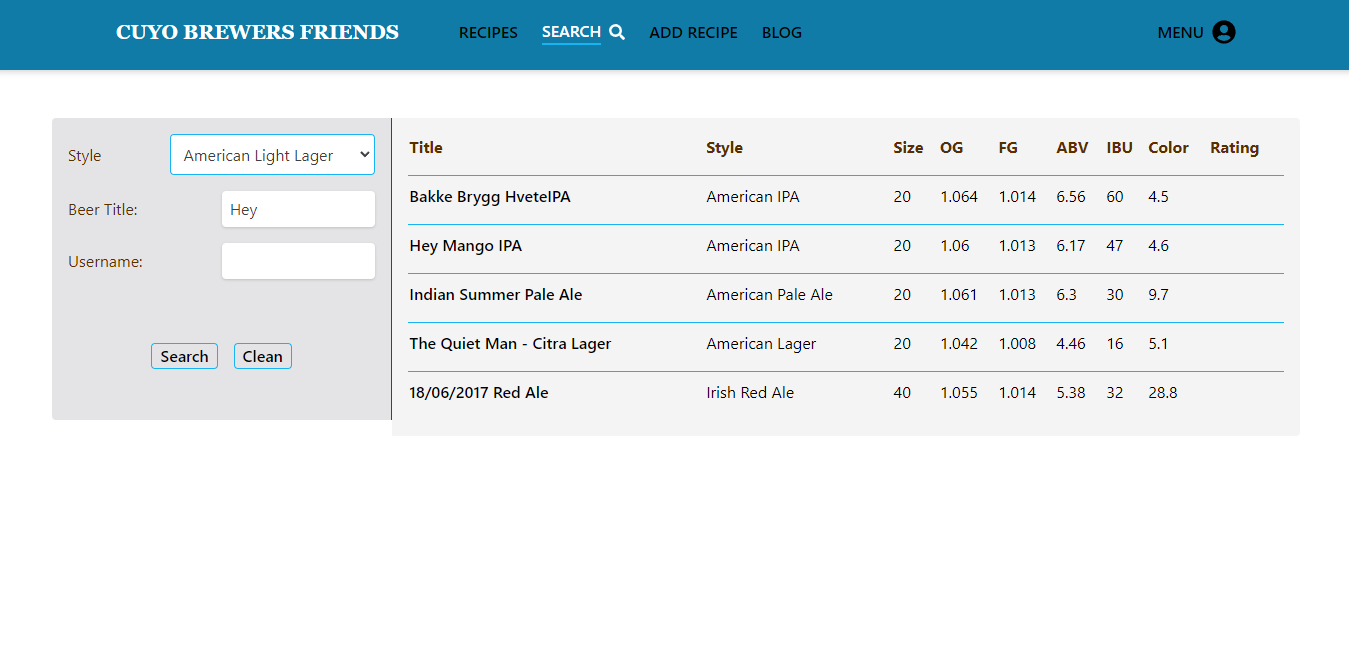 CUYO BREWERS FRIENDS RECIPES SEARCH ADD RECIPE BLOG MENU
Style American Light Lager
Beer Title: Hey
Username:
Search Clean
Title Style Size OG FG ABV IBU Color Rating
Bakke Brygg HveteIPA American IPA 20 1.064 1.014 6.56 60 4.5
Hey Mango IPA American IPA 20 1.06 1.013 6.17 47 4.6
Indian Summer Pale Ale American Pale Ale 20 1.061 1.013 6.3 30 9.7
The Quiet Man - Citra Lager American Lager 20 1.042 1.008 4.46 16 5.1
18/06/2017 Red Ale Irish Red Ale 40 1.055 1.014 5.38 32 28.8